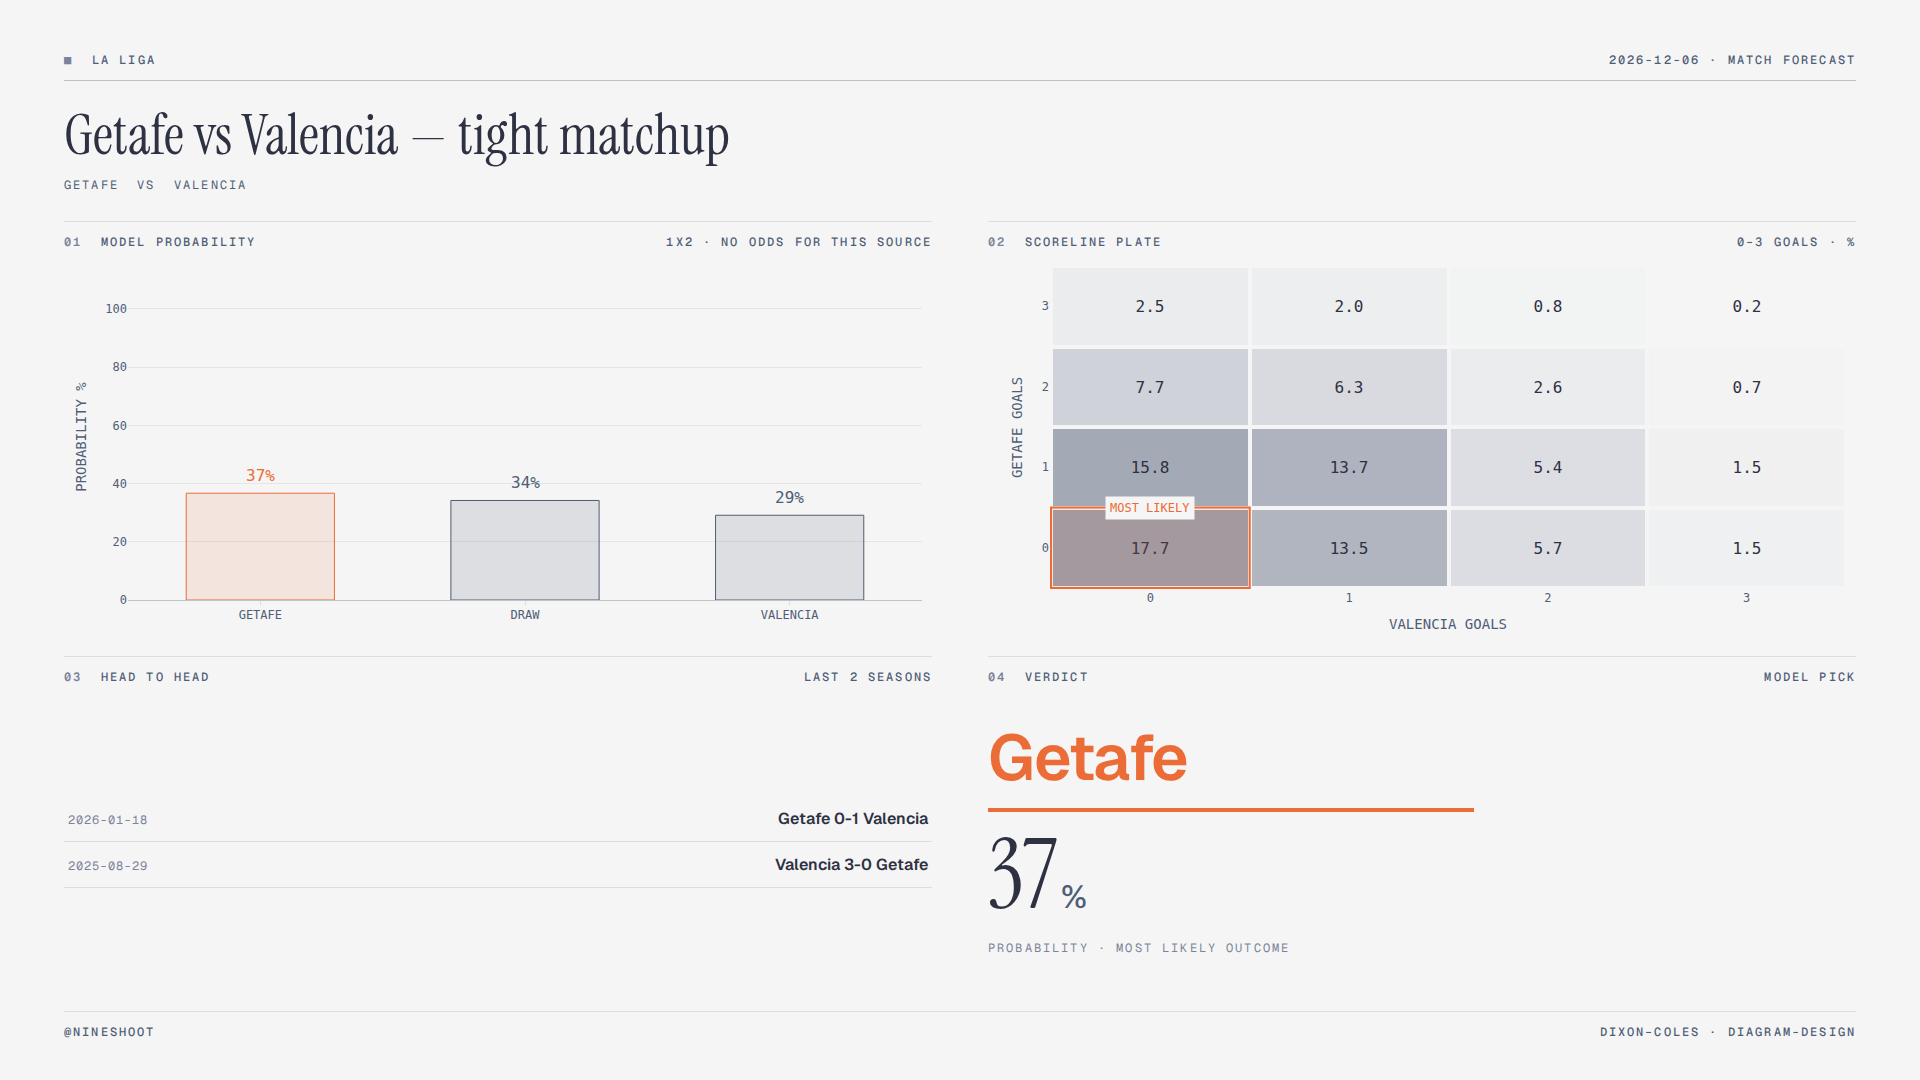 ■ LA LIGA
2026-12-06 · MATCH FORECAST
Getafe vs Valencia — tight matchup
GETAFE VS VALENCIA
01 MODEL PROBABILITY
1X2 · NO ODDS FOR THIS SOURCE
PROBABILITY %
100
80
60
40
20
0
37%
34%
29%
GETAFE
DRAW
VALENCIA
02 SCORELINE PLATE
0–3 GOALS · %
GETAFE GOALS
3 2.5 2.0 0.8 0.2
2 7.7 6.3 2.6 0.7
1 15.8 13.7 5.4 1.5
MOST LIKELY
0 17.7 13.5 5.7 1.5
0 1 2 3
VALENCIA GOALS
03 HEAD TO HEAD
LAST 2 SEASONS
2026-01-18 Getafe 0-1 Valencia
2025-08-29 Valencia 3-0 Getafe
04 VERDICT
MODEL PICK
Getafe
37%
PROBABILITY · MOST LIKELY OUTCOME
@NINESHOOT
DIXON-COLES · DIAGRAM-DESIGN